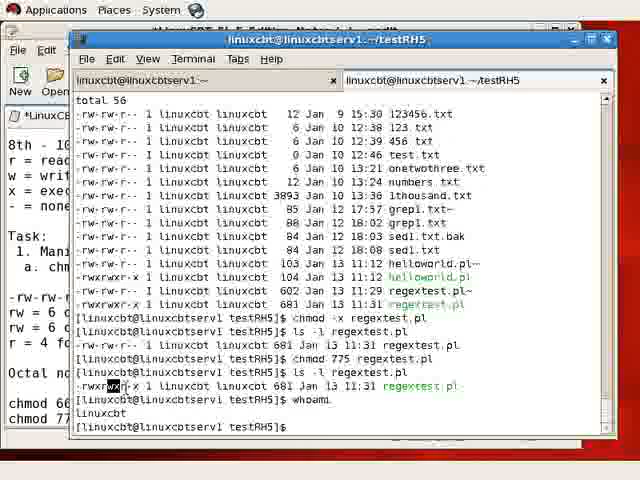 Applications Places System
linuxcbt@linuxcbtserv1:~/testRH5
File Edit
File Edit View Terminal Tabs Help
New Open
linuxcbt@linuxcbtserv1:~
linuxcbt@linuxcbtserv1:~/testRH5
*LinuxCB
total 56
-rw-rw-r-- 1 linuxcbt linuxcbt 12 Jan 9 15:30 123456.txt
-rw-rw-r-- 1 linuxcbt linuxcbt 6 Jan 10 12:38 123.txt
-rw-rw-r-- 1 linuxcbt linuxcbt 6 Jan 10 12:39 456.txt
-rw-rw-r-- 1 linuxcbt linuxcbt 0 Jan 10 12:46 test.txt
-rw-rw-r-- 1 linuxcbt linuxcbt 6 Jan 10 13:21 onetwothree.txt
-rw-rw-r-- 1 linuxcbt linuxcbt 12 Jan 10 13:24 numbers.txt
-rw-rw-r-- 1 linuxcbt linuxcbt 3893 Jan 10 13:36 1thousand.txt
-rw-rw-r-- 1 linuxcbt linuxcbt 85 Jan 12 17:57 grep1.txt~
-rw-rw-r-- 1 linuxcbt linuxcbt 88 Jan 12 18:02 grep1.txt
-rw-rw-r-- 1 linuxcbt linuxcbt 84 Jan 12 18:03 sed1.txt.bak
-rw-rw-r-- 1 linuxcbt linuxcbt 84 Jan 12 18:08 sed1.txt
-rw-rw-r-- 1 linuxcbt linuxcbt 103 Jan 13 11:12 helloworld.pl~
-rwxrwxr-x 1 linuxcbt linuxcbt 104 Jan 13 11:12 helloworld.pl
-rw-rw-r-- 1 linuxcbt linuxcbt 602 Jan 13 11:29 regextest.pl~
-rwxrwxr-x 1 linuxcbt linuxcbt 681 Jan 13 11:31 regextest.pl
[linuxcbt@linuxcbtserv1 testRH5]$ chmod -x regextest.pl
[linuxcbt@linuxcbtserv1 testRH5]$ ls -l regextest.pl
-rw-rw-r-- 1 linuxcbt linuxcbt 681 Jan 13 11:31 regextest.pl
[linuxcbt@linuxcbtserv1 testRH5]$ chmod 775 regextest.pl
[linuxcbt@linuxcbtserv1 testRH5]$ ls -l regextest.pl
-rwxrwxr-x 1 linuxcbt linuxcbt 681 Jan 13 11:31 regextest.pl
[linuxcbt@linuxcbtserv1 testRH5]$ whoami
linuxcbt
[linuxcbt@linuxcbtserv1 testRH5]$
8th - 10
r = read
w = writ
x = exec
- = none
Task:
1. Mani
a. chm
-rw-rw-r-
rw = 6 o
rw = 6 o
r = 4 fo
Octal no
chmod 66
chmod 77